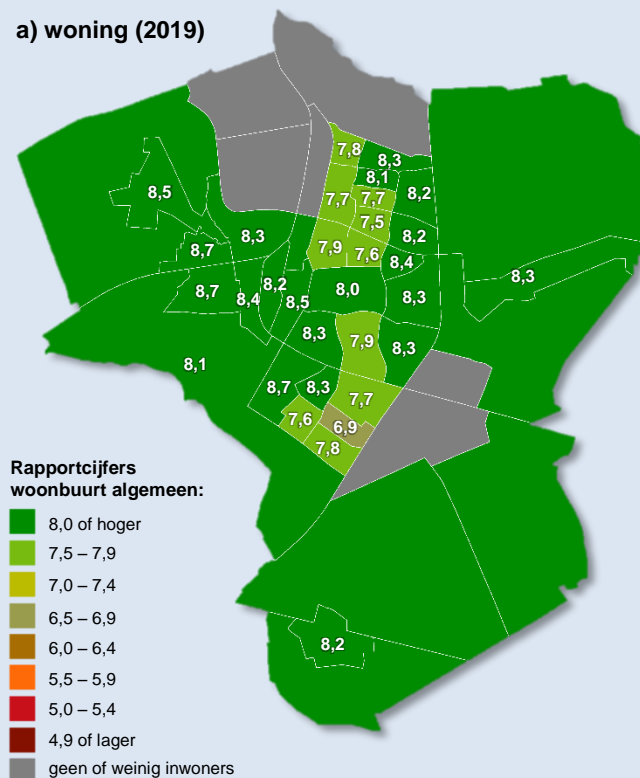 a) woning (2019)
7,8
8,3
8,1
8,5
7,7
7,7
8,2
7,5
8,3
8,2
8,7
7,9
7,6
8,4
8,3
8,2
8,7
8,4
8,5
8,0
8,3
8,3
7,9
8,3
8,1
8,7
8,3
7,7
7,6
6,9
7,8
Rapportcijfers
woonbuurt algemeen:
8,0 of hoger
7,5 – 7,9
7,0 – 7,4
6,5 – 6,9
6,0 – 6,4
5,5 – 5,9
8,2
5,0 – 5,4
4,9 of lager
geen of weinig inwoners